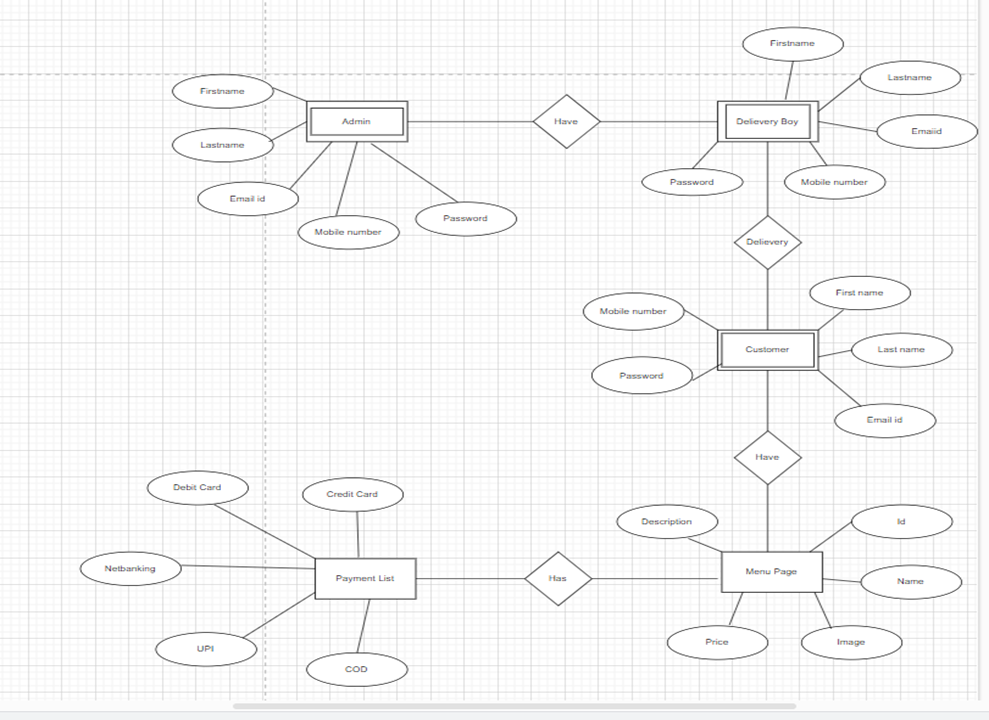 Firstname
Firstname
Lastname
Admin
Have
Delievery Boy
Emaiid
Lastname
Password
Mobile number
Email id
Mobile number
Password
Delievery
First name
Mobile number
Customer
Last name
Password
Email id
Have
Debit Card
Credit Card
Description
Id
Netbanking
Payment List
Has
Menu Page
Name
UPI
COD
Price
Image